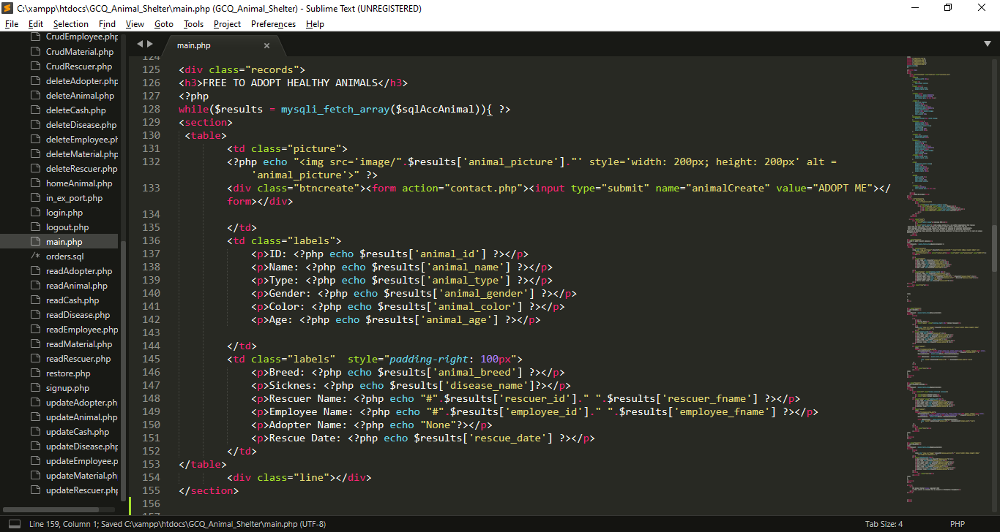 C:\xampp\htdocs\GCQ_Animal_Shelter\main.php (GCQ_Animal_Shelter) - Sublime Text (UNREGISTERED)
File Edit Selection Find View Goto Tools Project Preferences Help
CrudEmployee.php
CrudMaterial.php
CrudRescuer.php
deleteAdopter.php
deleteAnimal.php
deleteCash.php
deleteDisease.php
deleteEmployee.ph
deleteMaterial.php
deleteRescuer.php
homeAnimal.php
in_ex_port.php
login.php
logout.php
main.php
/* orders.sql
readAdopter.php
readAnimal.php
readCash.php
readDisease.php
readEmployee.php
readMaterial.php
readRescuer.php
restore.php
signup.php
updateAdopter.ph
updateAnimal.php
updateCash.php
updateDisease.php
updateEmployee.p
updateMaterial.ph
updateRescuer.php
main.php
124
125 <div class="records">
126 <h3>FREE TO ADOPT HEALTHY ANIMALS</h3>
127 <?php
128 while($results = mysqli_fetch_array($sqlAccAnimal)){ ?>
129 <section>
130 <table>
131 <td class="picture">
132 <?php echo "<img src='image/".$results['animal_picture']."' style='width: 200px; height: 200px' alt =
'animal_picture'>" ?>
133 <div class="btncreate"><form action="contact.php"><input type="submit" name="animalCreate" value="ADOPT ME"></
form></div>
134
135 </td>
136 <td class="labels">
137 <p>ID: <?php echo $results['animal_id'] ?></p>
138 <p>Name: <?php echo $results['animal_name'] ?></p>
139 <p>Type: <?php echo $results['animal_type'] ?></p>
140 <p>Gender: <?php echo $results['animal_gender'] ?></p>
141 <p>Color: <?php echo $results['animal_color'] ?></p>
142 <p>Age: <?php echo $results['animal_age'] ?></p>
143
144 </td>
145 <td class="labels"  style="padding-right: 100px">
146 <p>Breed: <?php echo $results['animal_breed'] ?></p>
147 <p>Sicknes: <?php echo $results['disease_name']?></p>
148 <p>Rescuer Name: <?php echo "#".$results['rescuer_id']." ".$results['rescuer_fname'] ?></p>
149 <p>Employee Name: <?php echo "#".$results['employee_id']." ".$results['employee_fname'] ?></p>
150 <p>Adopter Name: <?php echo "None"?></p>
151 <p>Rescue Date: <?php echo $results['rescue_date'] ?></p>
152 </td>
153 </table>
154 <div class="line"></div>
155 </section>
156
Line 159, Column 1; Saved C:\xampp\htdocs\GCQ_Animal_Shelter\main.php (UTF-8)
Tab Size: 4
PHP